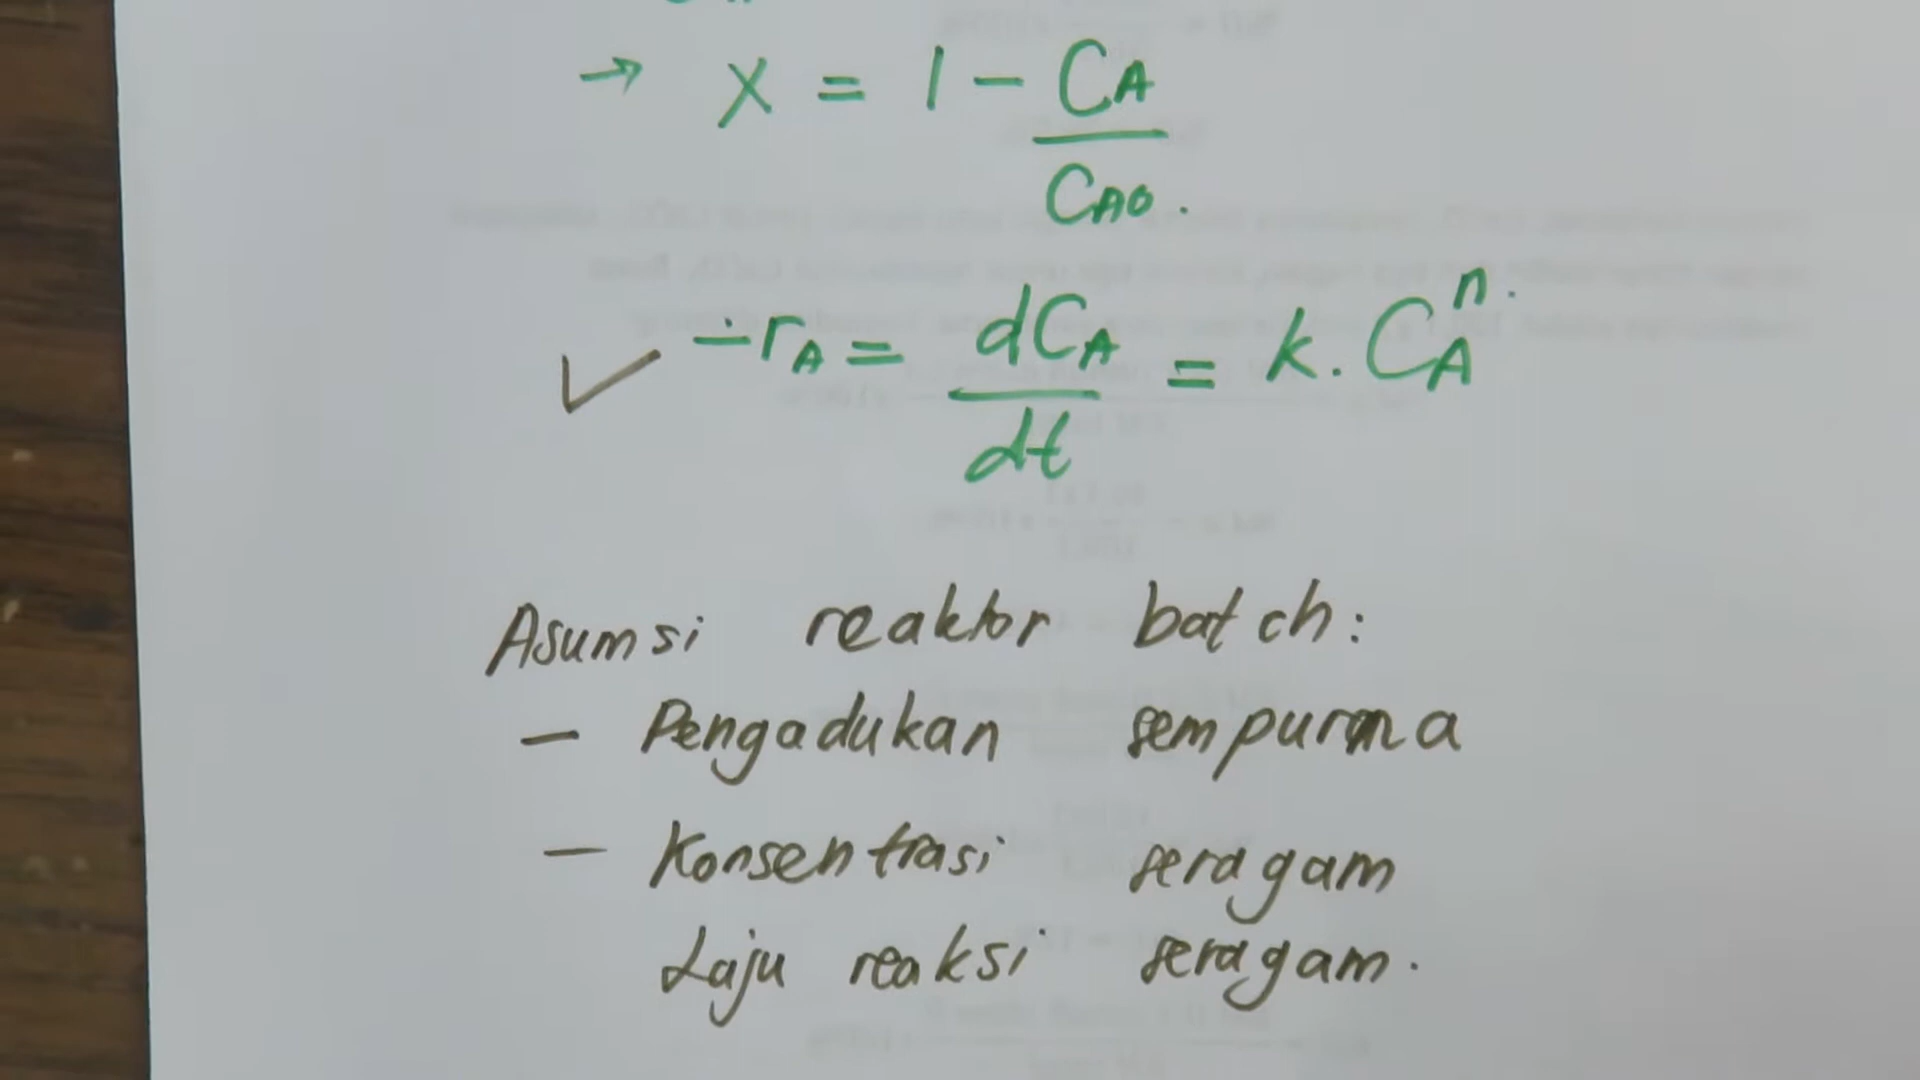 → X = 1 - CA / CA0.
✓ -rA = dCA / dt = k. CA^n.
Asumsi reaktor batch:
- Pengadukan sempurna
- Konsentrasi seragam
Laju reaksi seragam.